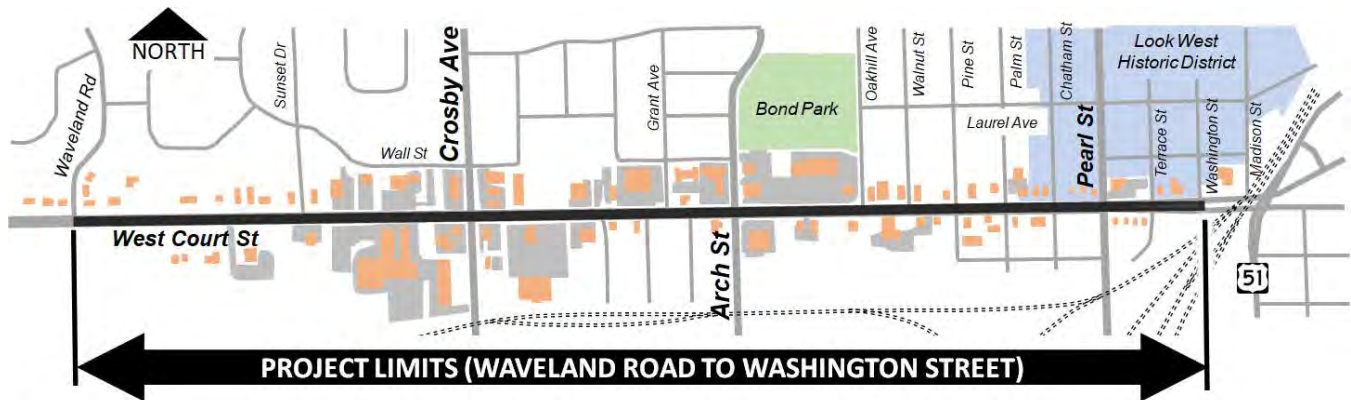 NORTH
Waveland Rd
Sunset Dr
Wall St
Crosby Ave
Grant Ave
Bond Park
Oakhill Ave
Walnut St
Pine St
Palm St
Chatham St
Look West
Historic District
Laurel Ave
Pearl St
Terrace St
Washington St
Madison St
West Court St
Arch St
51
PROJECT LIMITS (WAVELAND ROAD TO WASHINGTON STREET)